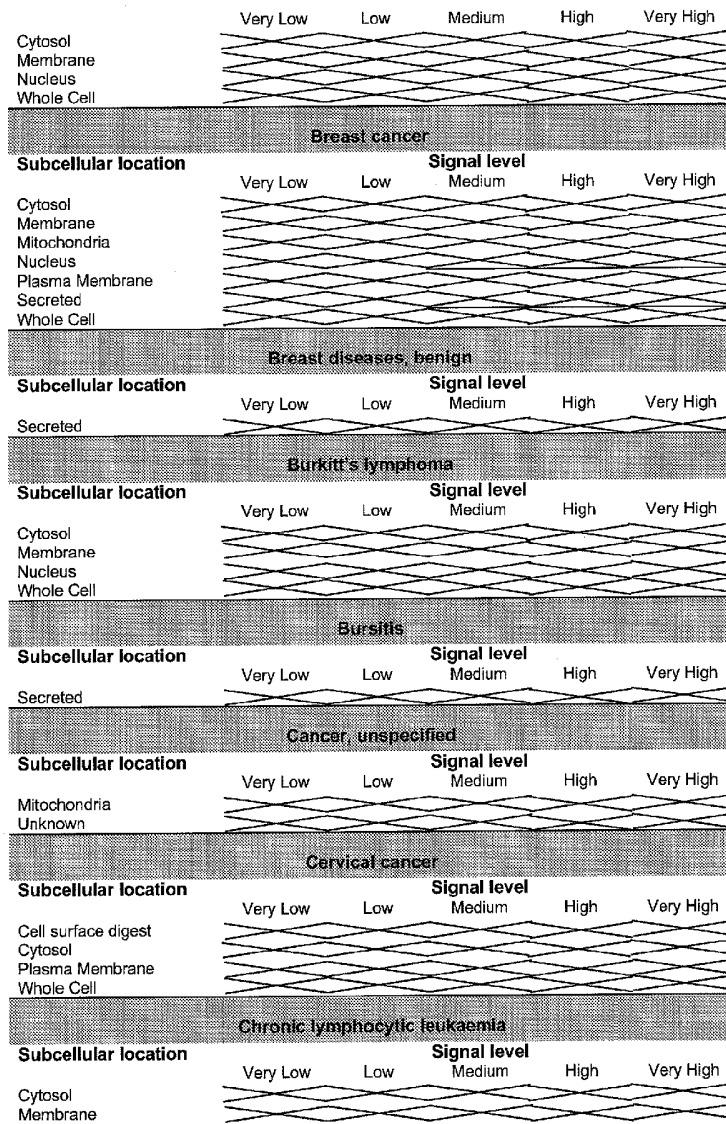 Very Low Low Medium High Very High
Cytosol
Membrane
Nucleus
Whole Cell
Breast cancer
Subcellular location Signal level
Very Low Low Medium High Very High
Cytosol
Membrane
Mitochondria
Nucleus
Plasma Membrane
Secreted
Whole Cell
Breast diseases, benign
Subcellular location Signal level
Very Low Low Medium High Very High
Secreted
Burkitt's lymphoma
Subcellular location Signal level
Very Low Low Medium High Very High
Cytosol
Membrane
Nucleus
Whole Cell
Bursitis
Subcellular location Signal level
Very Low Low Medium High Very High
Secreted
Cancer, unspecified
Subcellular location Signal level
Very Low Low Medium High Very High
Mitochondria
Unknown
Cervical cancer
Subcellular location Signal level
Very Low Low Medium High Very High
Cell surface digest
Cytosol
Plasma Membrane
Whole Cell
Chronic lymphocytic leukaemia
Subcellular location Signal level
Very Low Low Medium High Very High
Cytosol
Membrane